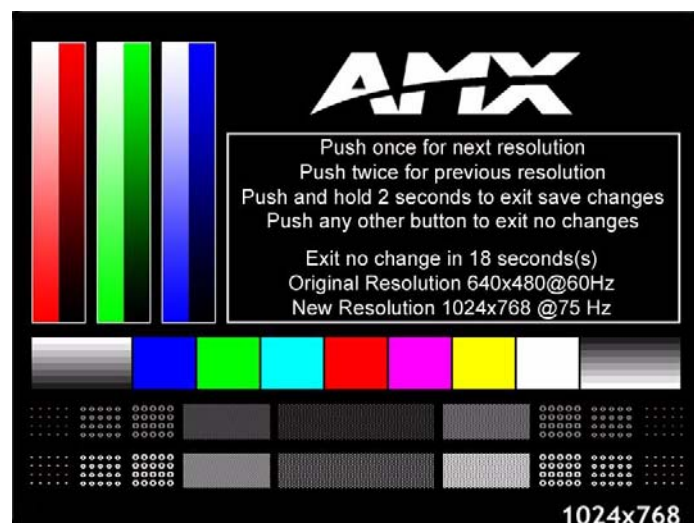 AMX
Push once for next resolution
Push twice for previous resolution
Push and hold 2 seconds to exit save changes
Push any other button to exit no changes
Exit no change in 18 seconds(s)
Original Resolution 640x480@60Hz
New Resolution 1024x768 @75 Hz
1024x768